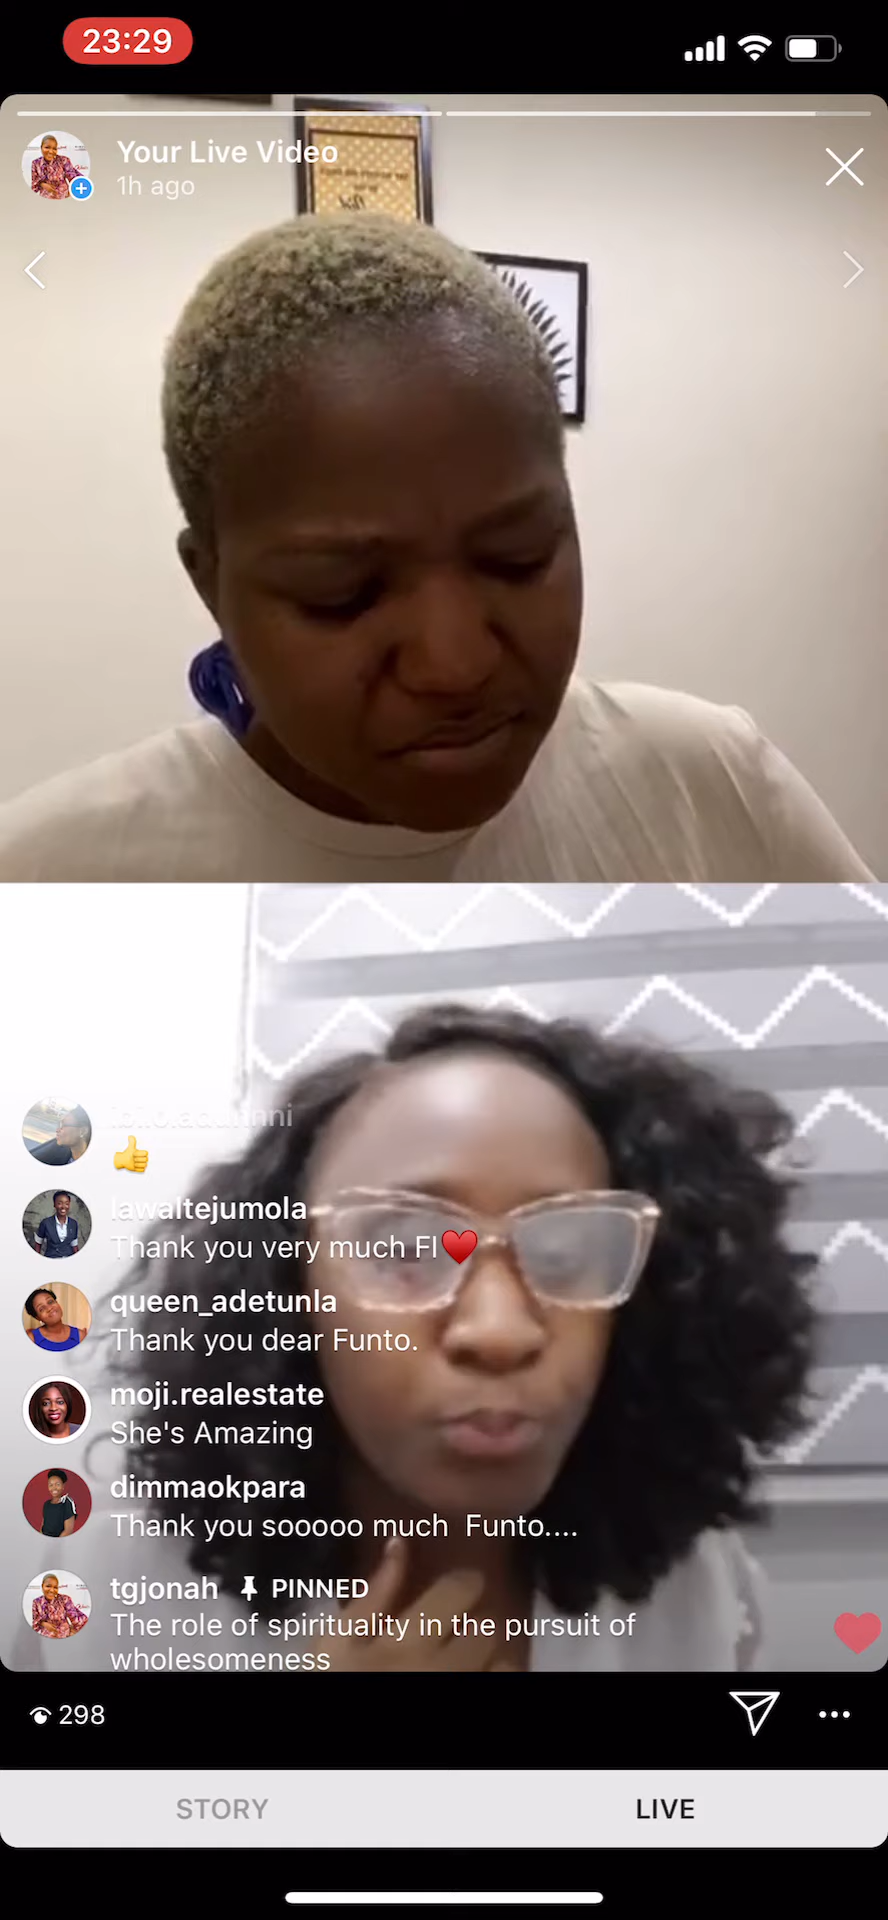 23:29
Your Live Video
1h ago
lawaltejumola
Thank you very much FI
queen_adetunla
Thank you dear Funto.
moji.realestate
She's Amazing
dimmaokpara
Thank you sooooo much Funto....
tgjonah PINNED
The role of spirituality in the pursuit of
wholesomeness
298
STORY LIVE